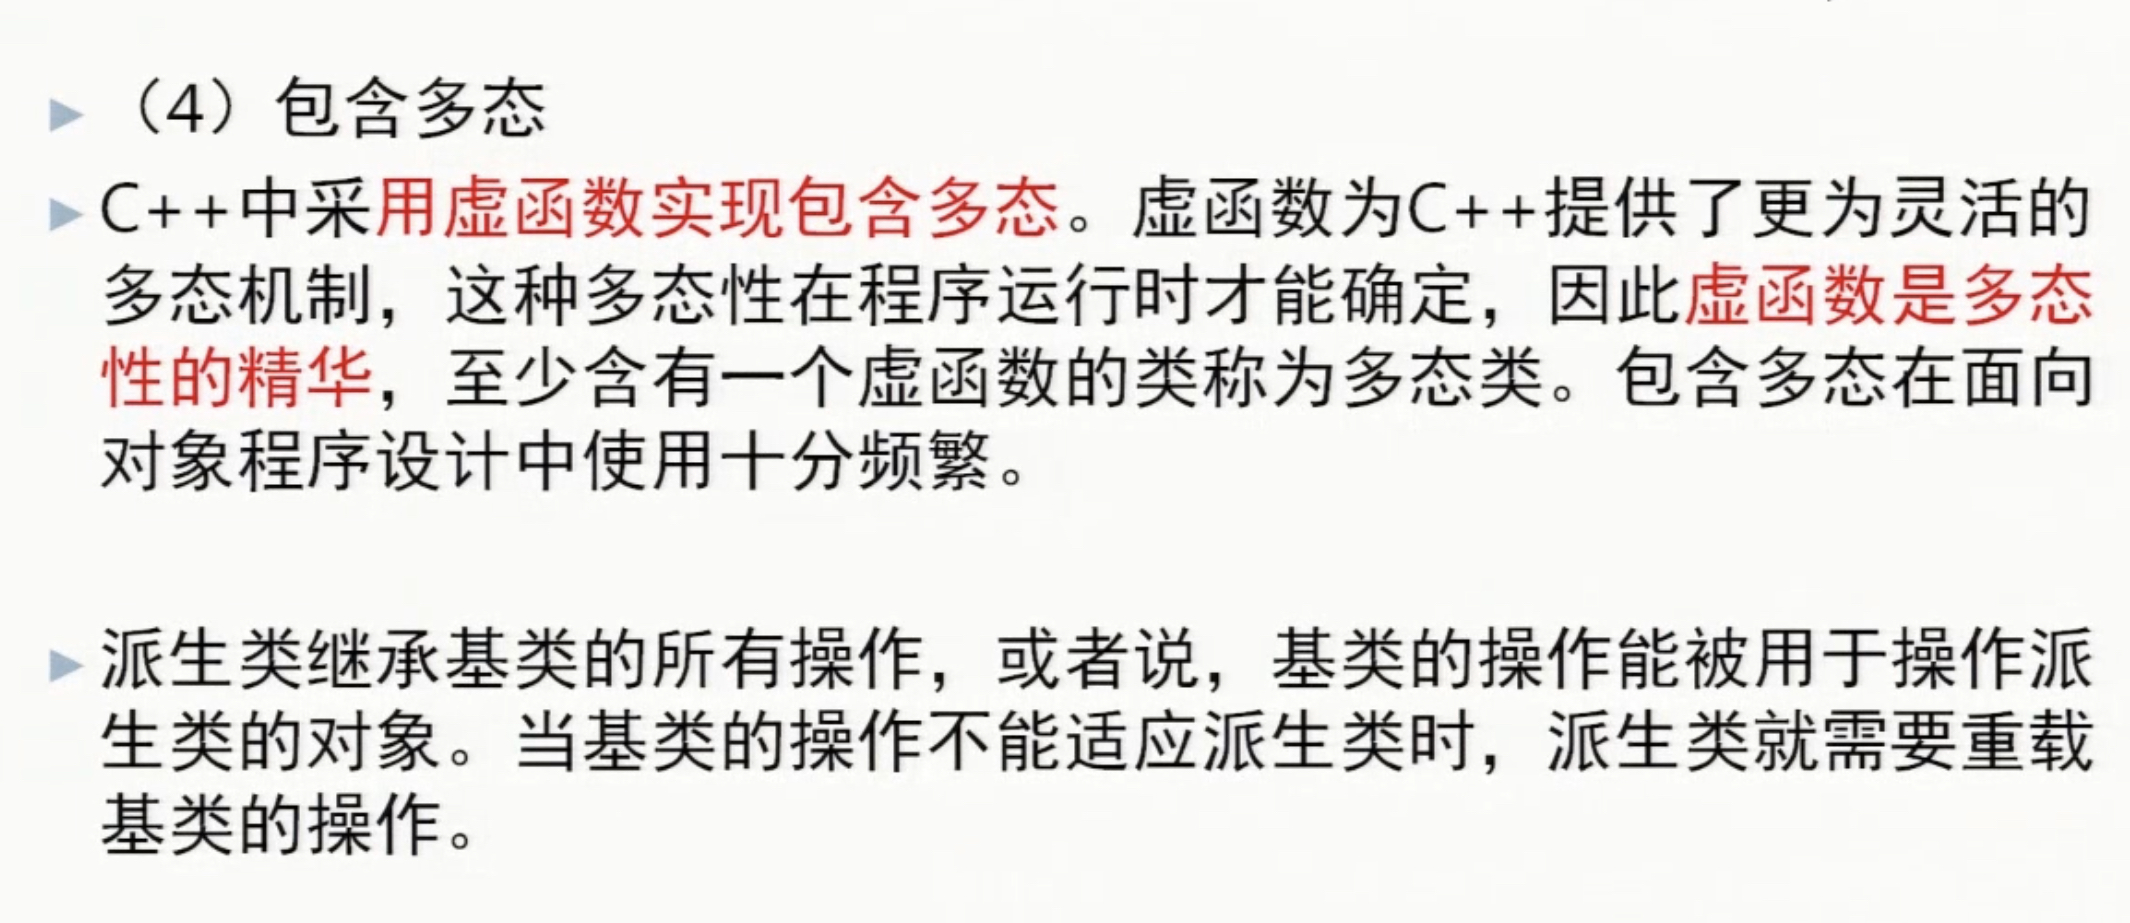 （4）包含多态
C++中采用虚函数实现包含多态。虚函数为C++提供了更为灵活的
多态机制，这种多态性在程序运行时才能确定，因此虚函数是多态
性的精华，至少含有一个虚函数的类称为多态类。包含多态在面向
对象程序设计中使用十分频繁。
派生类继承基类的所有操作，或者说，基类的操作能被用于操作派
生类的对象。当基类的操作不能适应派生类时，派生类就需要重载
基类的操作。